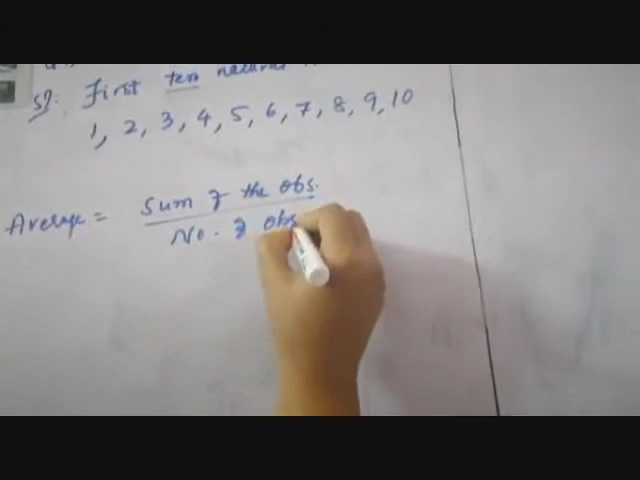 Sol: First ten natural
1, 2, 3, 4, 5, 6, 7, 8, 9, 10
Average = Sum of the obs.
No. of obs